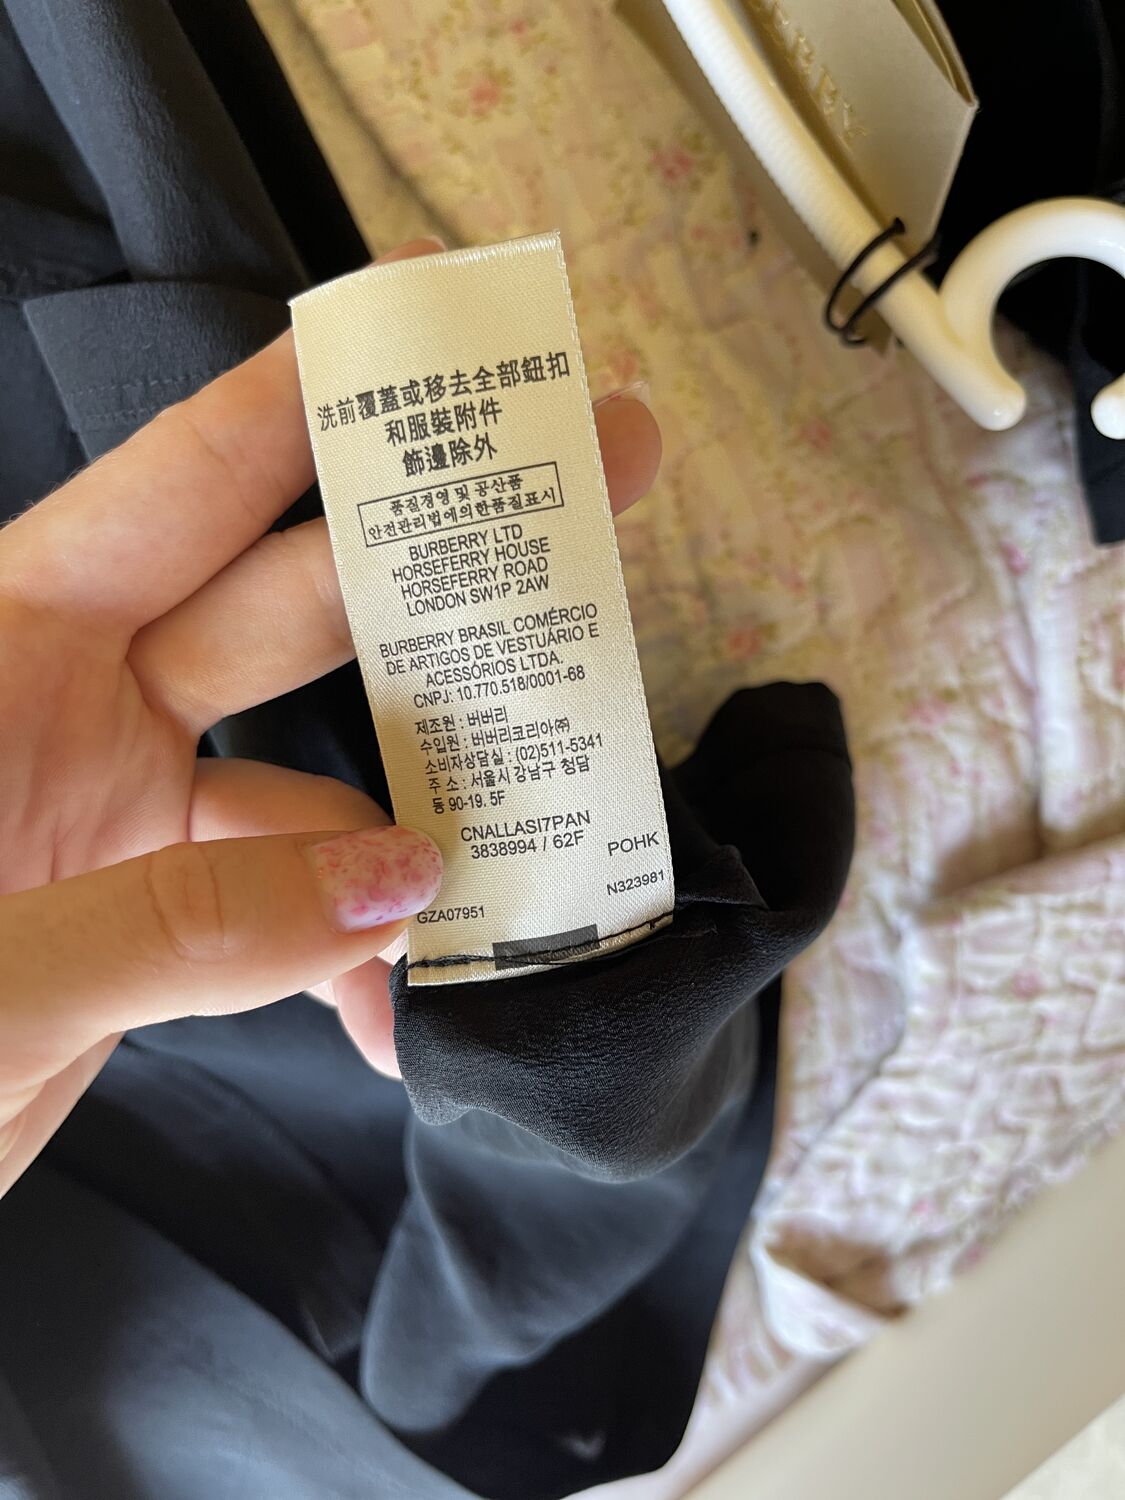 洗前覆蓋或移去全部鈕扣
和服裝附件
飾邊除外
품질경영 및 공산품
안전관리법에의한품질표시
BURBERRY LTD
HORSEFERRY HOUSE
HORSEFERRY ROAD
LONDON SW1P 2AW
BURBERRY BRASIL COMÉRCIO
DE ARTIGOS DE VESTUÁRIO E
ACESSÓRIOS LTDA.
CNPJ: 10.770.518/0001-68
제조원 : 버버리
수입원 : 버버리코리아㈜
소비자상담실 : (02)511-5341
주 소 : 서울시 강남구 청담
동 90-19. 5F
CNALLASI7PAN
3838994 / 62F
POHK
N323981
GZA07951